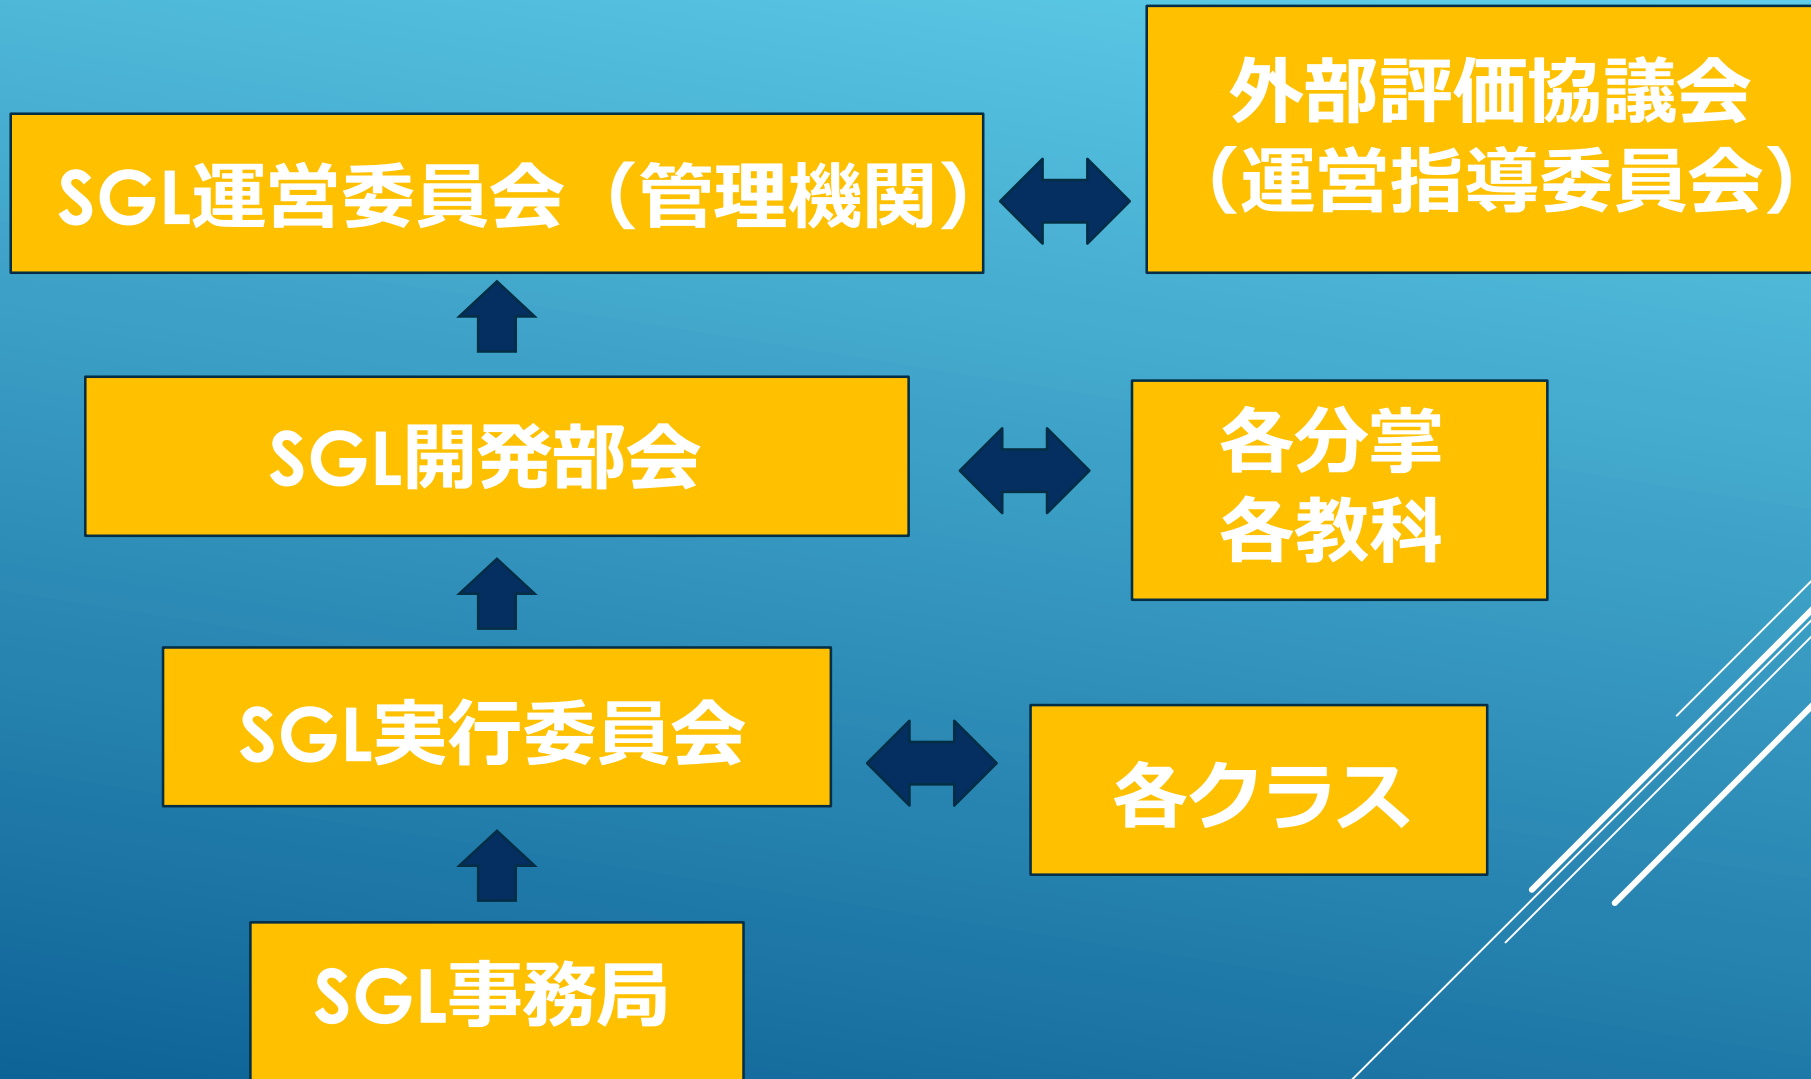 SGL運営委員会（管理機関）
外部評価協議会
（運営指導委員会）
SGL開発部会
各分掌
各教科
SGL実行委員会
各クラス
SGL事務局